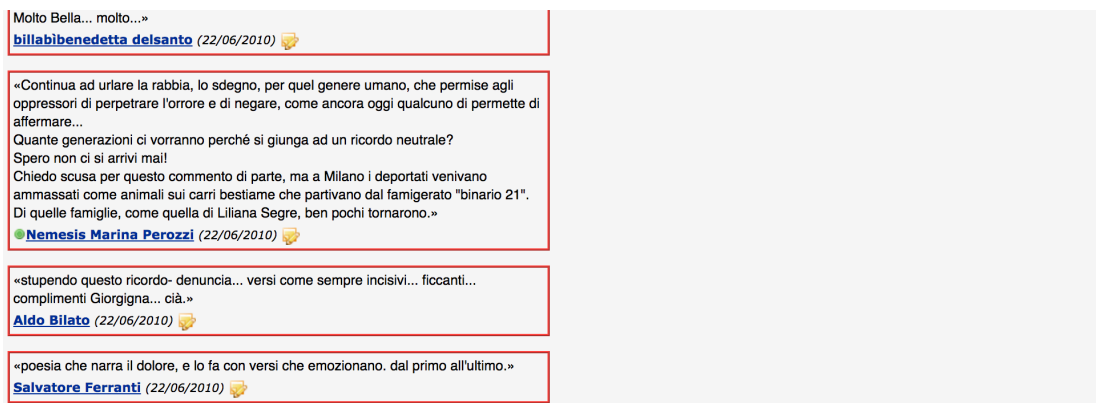 Molto Bella... molto...»
billabìbenedetta delsanto (22/06/2010)
«Continua ad urlare la rabbia, lo sdegno, per quel genere umano, che permise agli
oppressori di perpetrare l'orrore e di negare, come ancora oggi qualcuno di permette di
affermare...
Quante generazioni ci vorranno perché si giunga ad un ricordo neutrale?
Spero non ci si arrivi mai!
Chiedo scusa per questo commento di parte, ma a Milano i deportati venivano
ammassati come animali sui carri bestiame che partivano dal famigerato "binario 21".
Di quelle famiglie, come quella di Liliana Segre, ben pochi tornarono.»
Nemesis Marina Perozzi (22/06/2010)
«stupendo questo ricordo- denuncia... versi come sempre incisivi... ficcanti...
complimenti Giorgigna... cià.»
Aldo Bilato (22/06/2010)
«poesia che narra il dolore, e lo fa con versi che emozionano. dal primo all'ultimo.»
Salvatore Ferranti (22/06/2010)